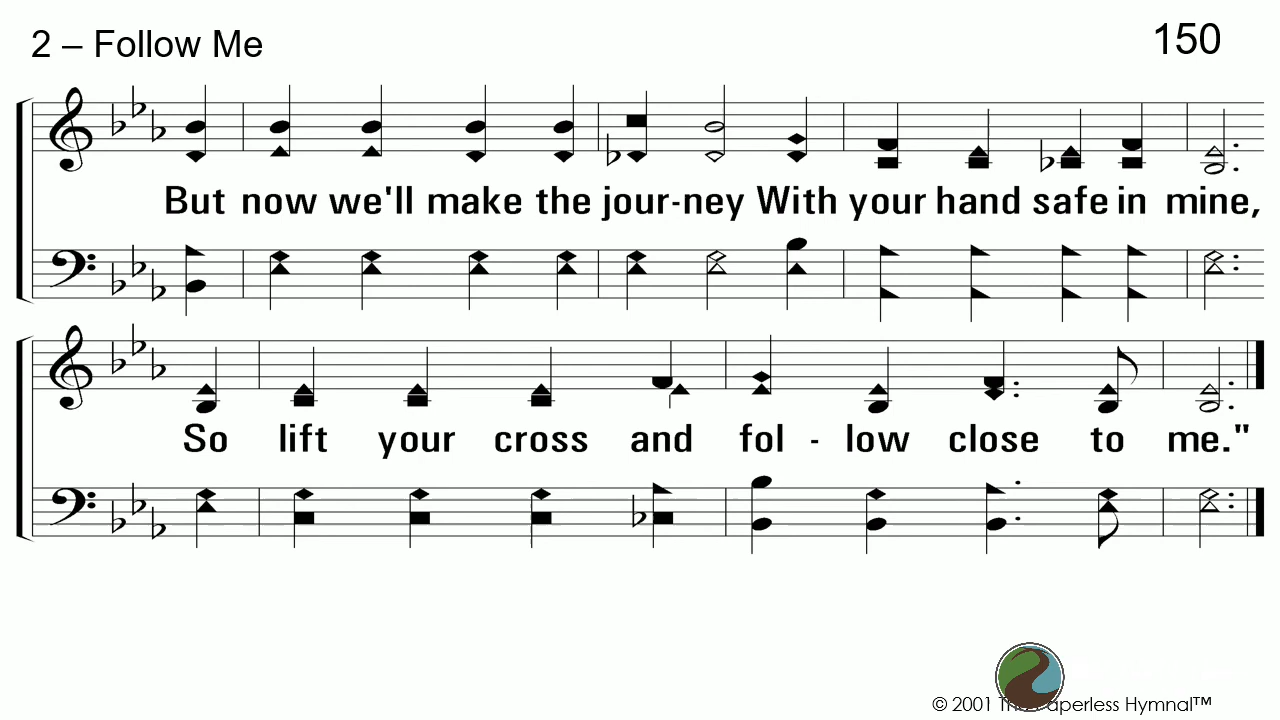 2 – Follow Me
150
But now we'll make the jour-ney With your hand safe in mine,
So lift your cross and fol - low close to me."
© 2001 Paperless Hymnal™